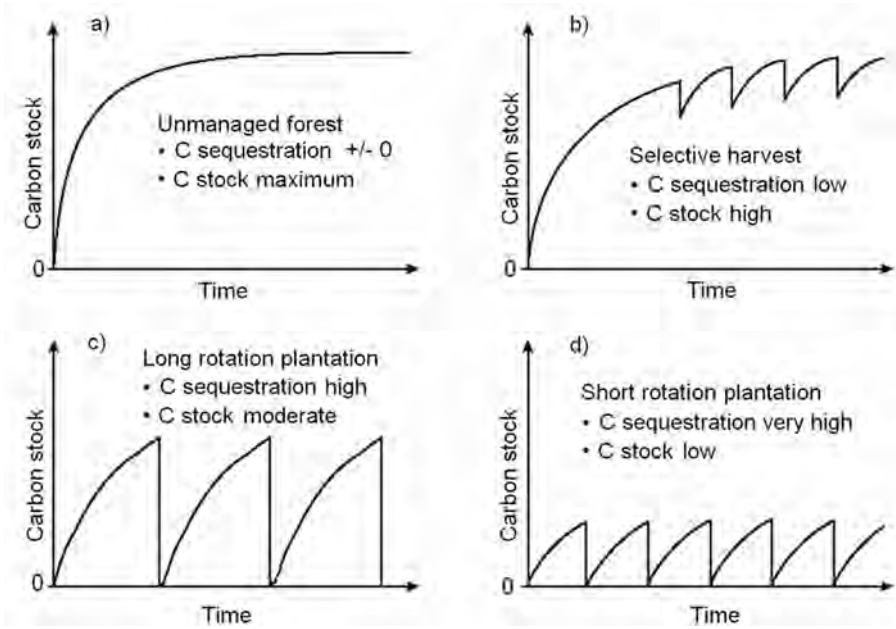 a)
Carbon stock
Unmanaged forest
• C sequestration +/- 0
• C stock maximum
0
Time
b)
Carbon stock
Selective harvest
• C sequestration low
• C stock high
0
Time
c)
Carbon stock
Long rotation plantation
• C sequestration high
• C stock moderate
0
Time
d)
Carbon stock
Short rotation plantation
• C sequestration very high
• C stock low
0
Time